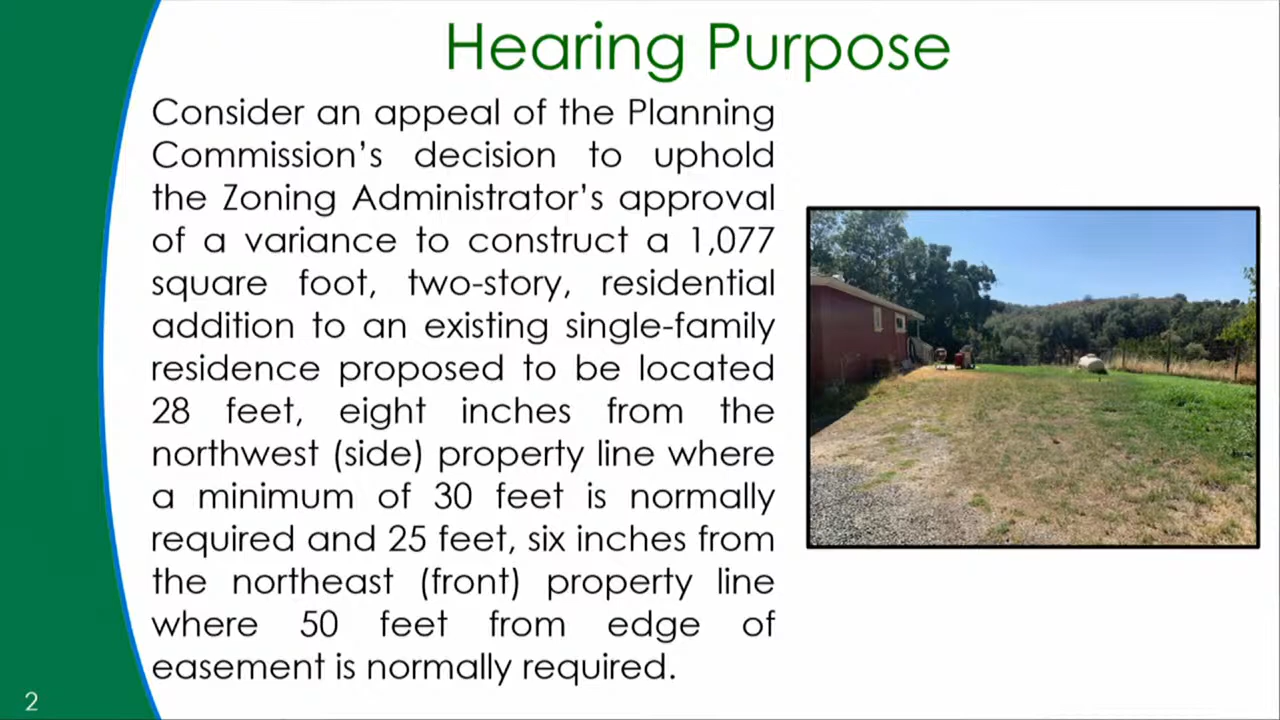 Hearing Purpose
Consider an appeal of the Planning
Commission’s decision to uphold
the Zoning Administrator’s approval
of a variance to construct a 1,077
square foot, two-story, residential
addition to an existing single-family
residence proposed to be located
28 feet, eight inches from the
northwest (side) property line where
a minimum of 30 feet is normally
required and 25 feet, six inches from
the northeast (front) property line
where 50 feet from edge of
easement is normally required.
2